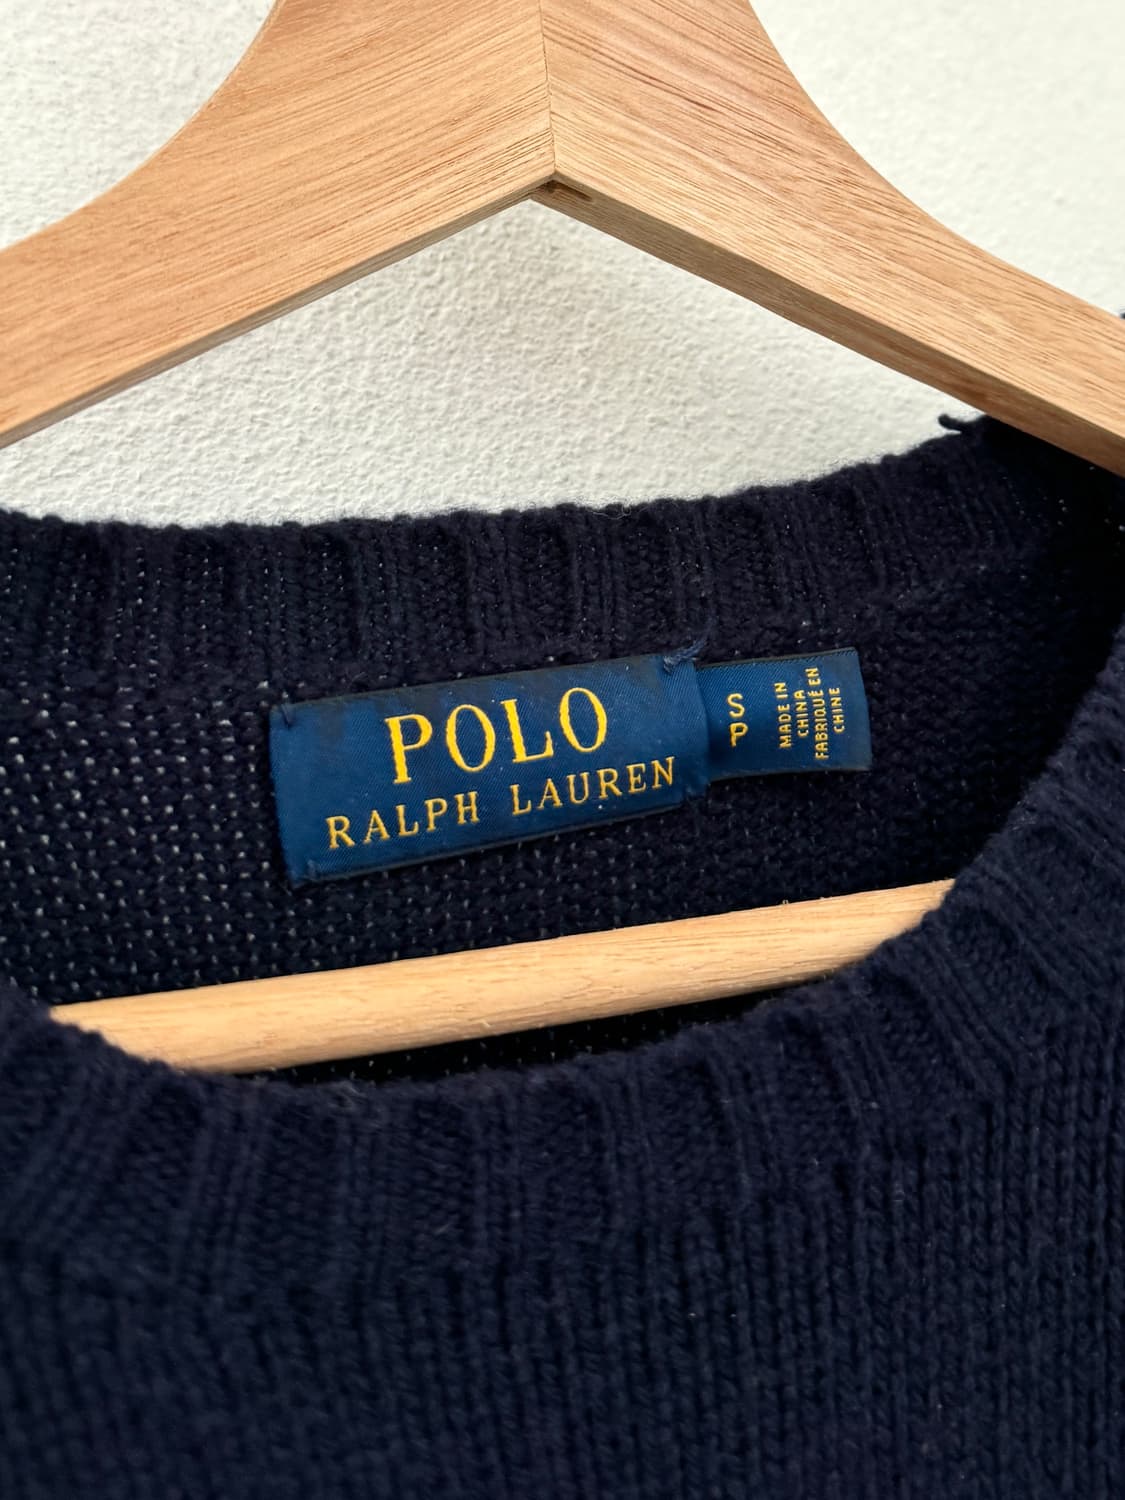 POLO
RALPH LAUREN
S
P
MADE IN
CHINA
FABRIQUÉ EN
CHINE